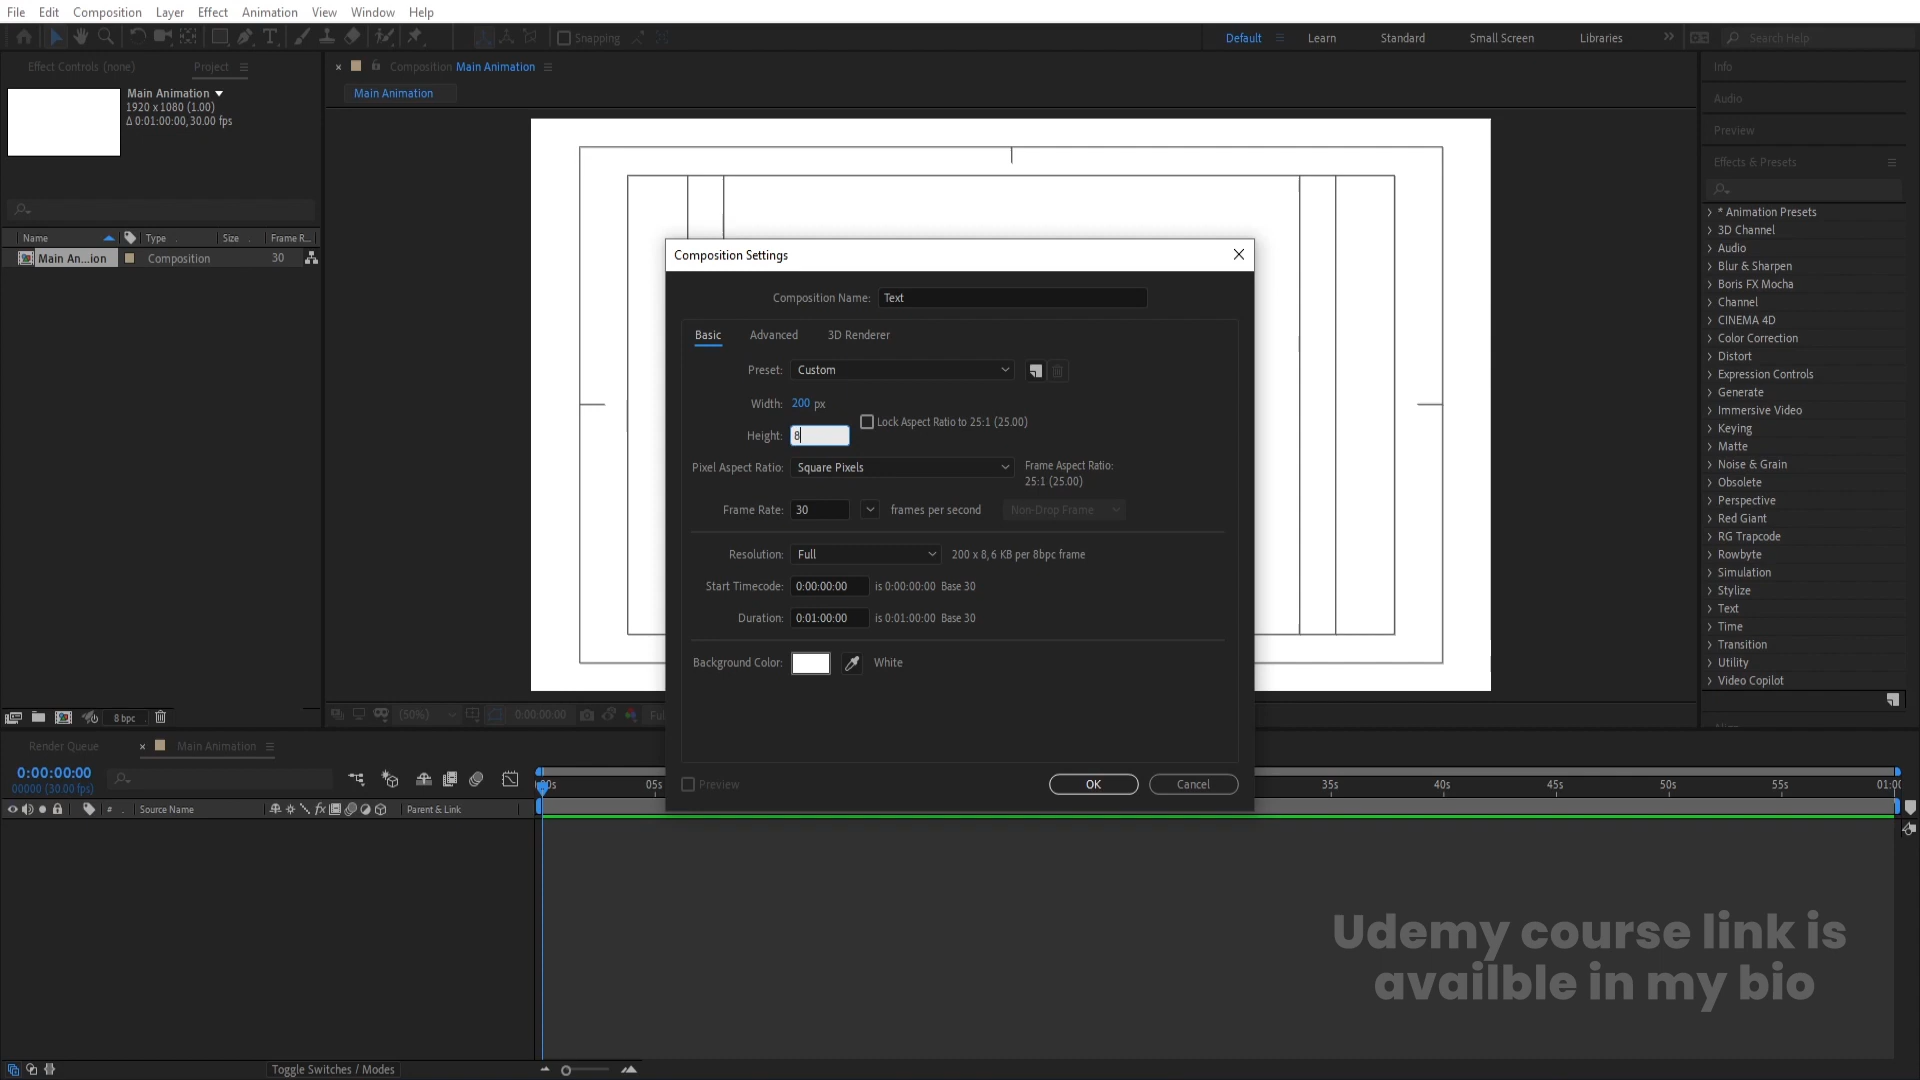 File Edit Composition Layer Effect Animation View Window Help
Snapping
Default Learn Standard Small Screen Libraries Search Help
Effect Controls (none) Project
Composition Main Animation
Main Animation
Main Animation
1920 x 1080 (1.00)
Δ 0:01:00:00, 30.00 fps
Name Type Size Frame R...
Main An...ion Composition 30
8 bpc
(50%) 0:00:00:00
Composition Settings
Composition Name: Text
Basic Advanced 3D Renderer
Preset: Custom
Width: 200 px
Lock Aspect Ratio to 25:1 (25.00)
Height: 8
Pixel Aspect Ratio: Square Pixels
Frame Aspect Ratio:
25:1 (25.00)
Frame Rate: 30 frames per second Non-Drop Frame
Resolution: Full 200 x 8, 6 KB per 8bpc frame
Start Timecode: 0:00:00:00 is 0:00:00:00 Base 30
Duration: 0:01:00:00 is 0:01:00:00 Base 30
Background Color: White
Preview OK Cancel
Info
Audio
Preview
Effects & Presets
* Animation Presets
3D Channel
Audio
Blur & Sharpen
Boris FX Mocha
Channel
CINEMA 4D
Color Correction
Distort
Expression Controls
Generate
Immersive Video
Keying
Matte
Noise & Grain
Obsolete
Perspective
Red Giant
RG Trapcode
Rowbyte
Simulation
Stylize
Text
Time
Transition
Utility
Video Copilot
Render Queue Main Animation
0:00:00:00
00000 (30.00 fps)
# Source Name fx Parent & Link
05s 35s 40s 45s 50s 55s
Udemy course link is
availble in my bio
Toggle Switches / Modes